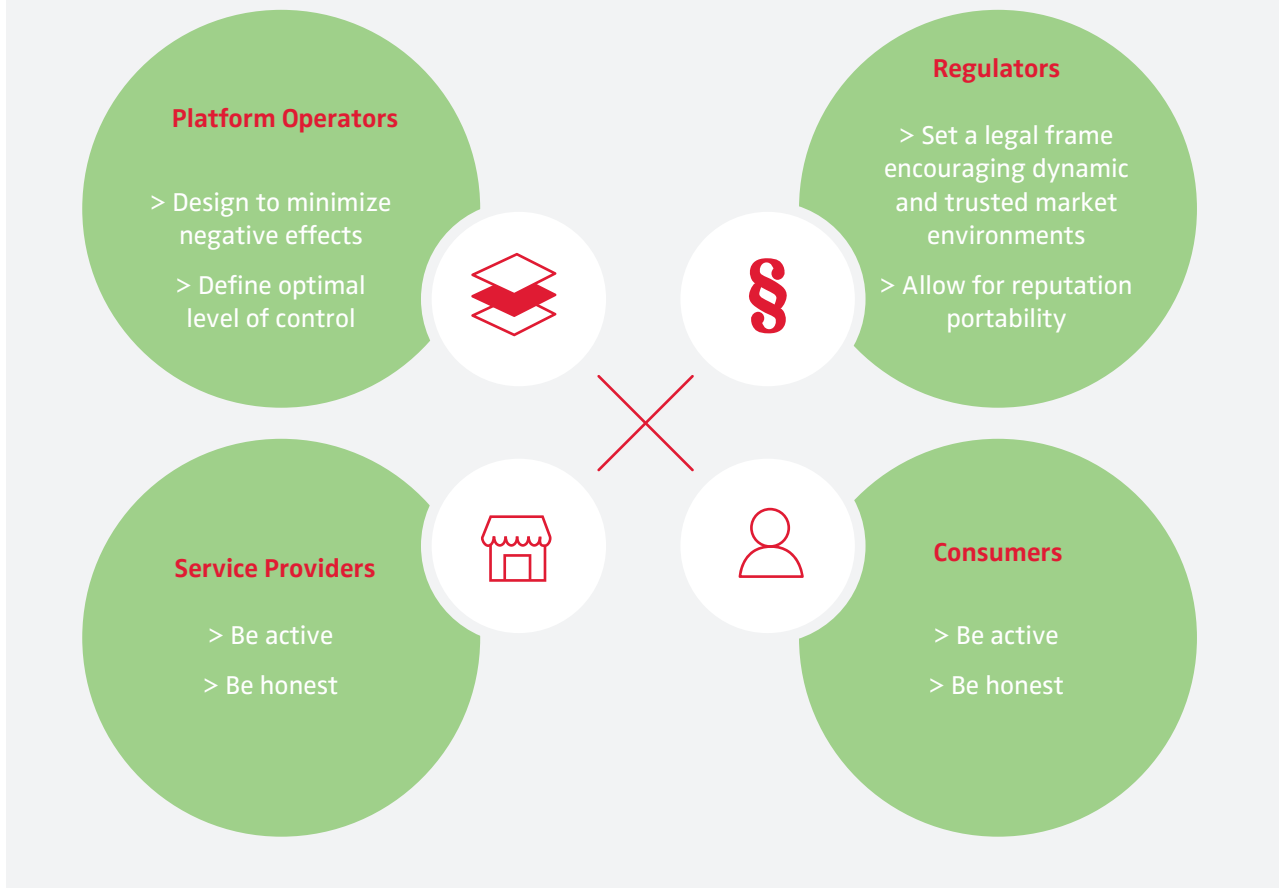 Platform Operators
> Design to minimize
negative effects
> Define optimal
level of control
Regulators
> Set a legal frame
encouraging dynamic
and trusted market
environments
> Allow for reputation
portability
§
Service Providers
> Be active
> Be honest
Consumers
> Be active
> Be honest